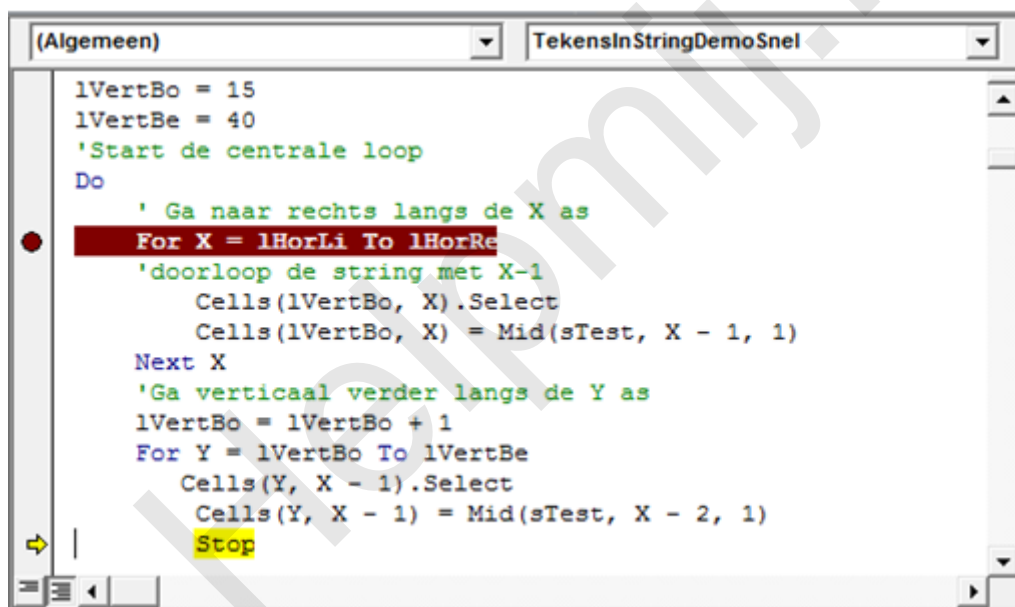 (Algemeen) TekensInStringDemoSnel
lVertBo = 15
lVertBe = 40
'Start de centrale loop
Do
' Ga naar rechts langs de X as
For X = lHorLi To lHorRe
'doorloop de string met X-1
Cells(lVertBo, X).Select
Cells(lVertBo, X) = Mid(sTest, X - 1, 1)
Next X
'Ga verticaal verder langs de Y as
lVertBo = lVertBo + 1
For Y = lVertBo To lVertBe
Cells(Y, X - 1).Select
Cells(Y, X - 1) = Mid(sTest, X - 2, 1)
Stop
Helpmij.